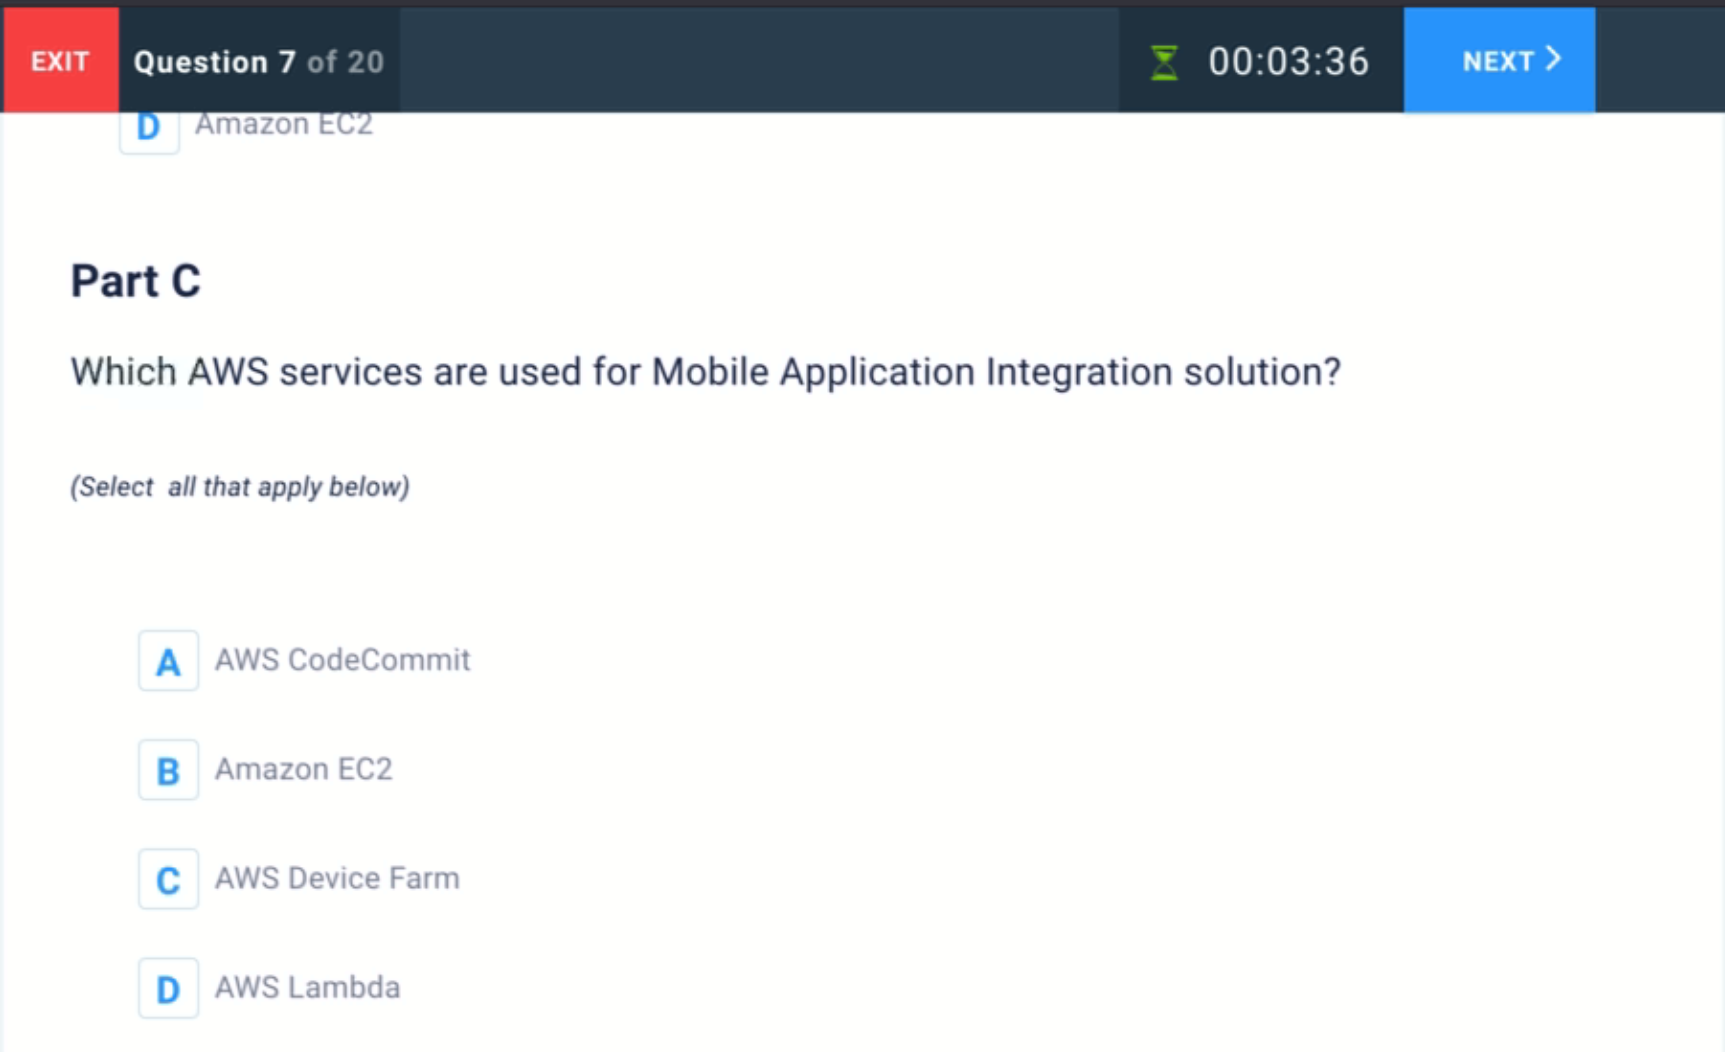 EXIT Question 7 of 20 00:03:36 NEXT
D Amazon EC2
Part C
Which AWS services are used for Mobile Application Integration solution?
(Select all that apply below)
A AWS CodeCommit
B Amazon EC2
C AWS Device Farm
D AWS Lambda